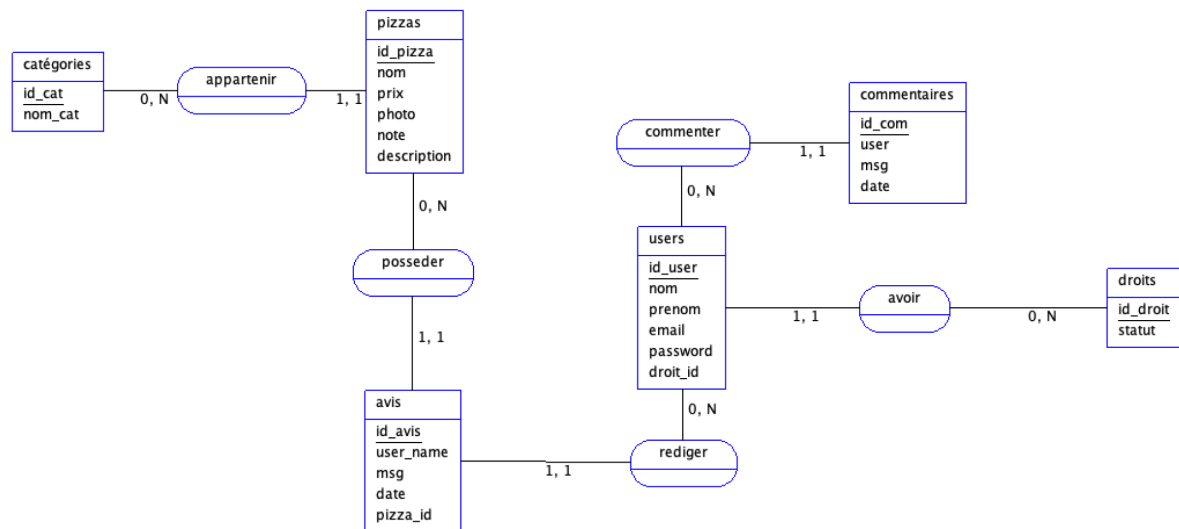 pizzas
id_pizza
nom
prix
photo
note
description
catégories
id_cat
nom_cat
0, N
appartenir
1, 1
commentaires
id_com
user
msg
date
commenter
1, 1
0, N
0, N
posseder
1, 1
users
id_user
nom
prenom
email
password
droit_id
1, 1
avoir
0, N
droits
id_droit
statut
0, N
avis
id_avis
user_name
msg
date
pizza_id
1, 1
rediger